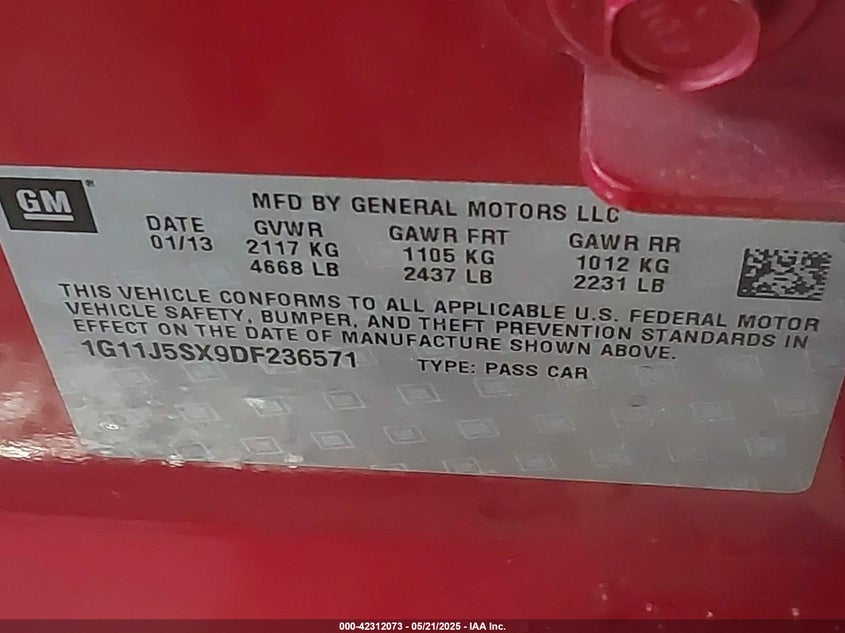 GM®
MFD BY GENERAL MOTORS LLC
DATE GVWR GAWR FRT GAWR RR
01/13 2117 KG 1105 KG 1012 KG
4668 LB 2437 LB 2231 LB
THIS VEHICLE CONFORMS TO ALL APPLICABLE U.S. FEDERAL MOTOR
VEHICLE SAFETY, BUMPER, AND THEFT PREVENTION STANDARDS IN
EFFECT ON THE DATE OF MANUFACTURE SHOWN ABOVE.
1G11J5SX9DF236571 TYPE: PASS CAR
000-42312073 - 05/21/2025 - IAA Inc.